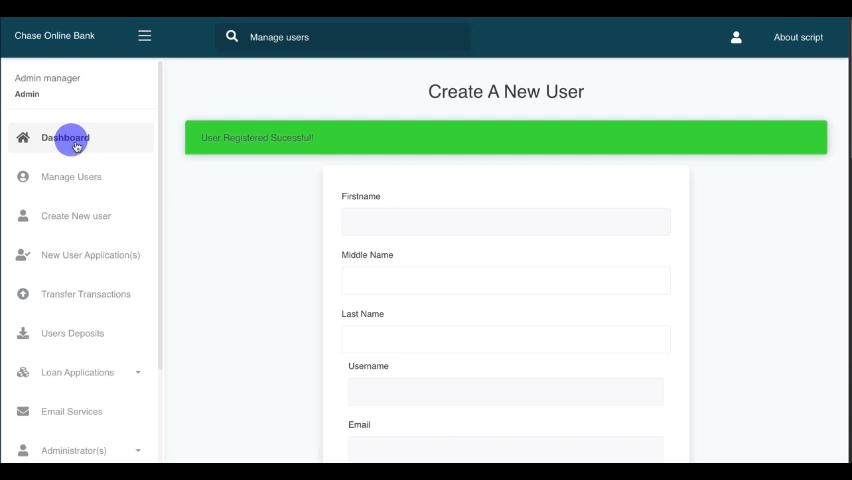 Chase Online Bank
Manage users
About script
Admin manager
Admin
Dashboard
Manage Users
Create New user
New User Application(s)
Transfer Transactions
Users Deposits
Loan Applications
Email Services
Administrator(s)
Create A New User
User Registered Sucessful!
Firstname
Middle Name
Last Name
Username
Email